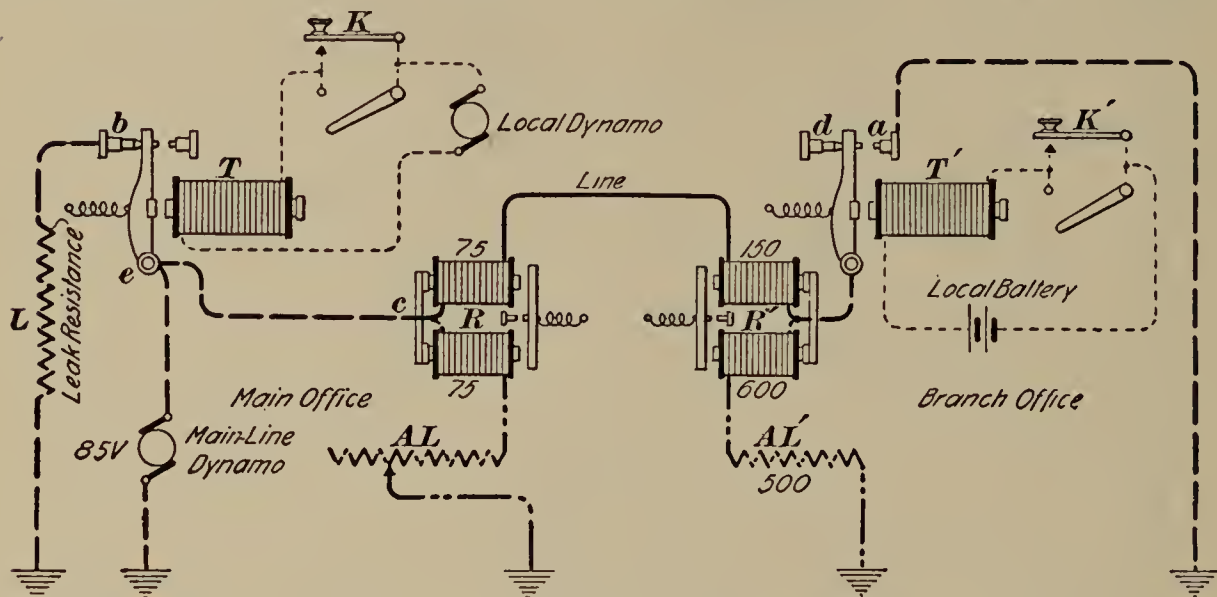 K
Local Dynamo
b
T
Leak Resistance
e
L
85V
Main-Line
Dynamo
Main Office
75
c
R
75
AL
Line
150
R″
600
AL′
500
d
a
T′
K′
Local Battery
Branch Office